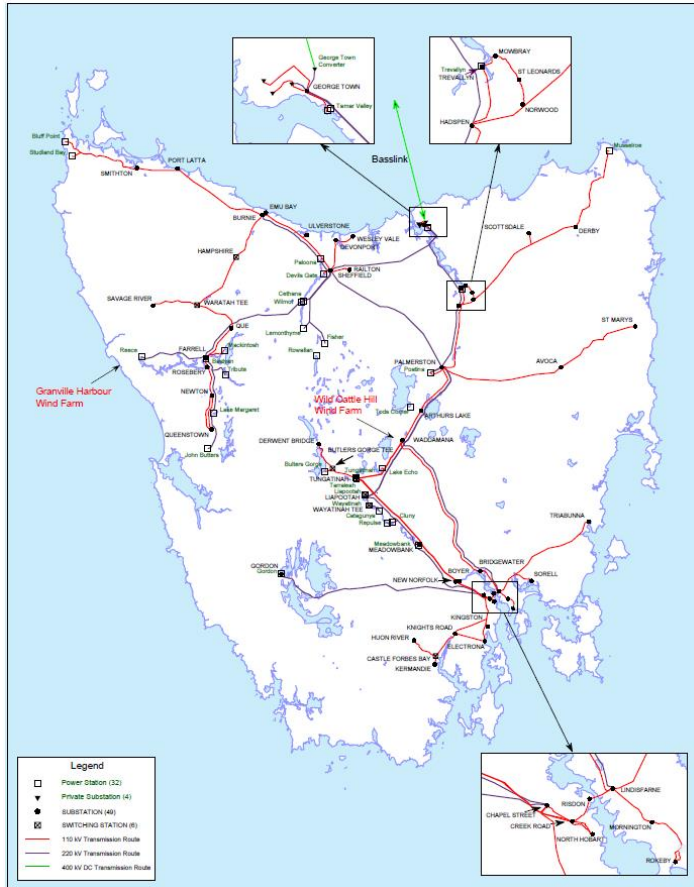 George Town
Converter
GEORGE TOWN
Tamar Valley
MOWBRAY
Trevallyn
TREVALLYN
ST LEONARDS
NORWOOD
HADSPEN
Basslink
Bluff Point
Studland Bay
SMITHTON
PORT LATTA
Musselroe
EMU BAY
BURNIE
ULVERSTONE
WESLEY VALE
DEVONPORT
SCOTTSDALE
DERBY
HAMPSHIRE
Paloona
RAILTON
SHEFFIELD
Devils Gate
Cethana
Wilmot
SAVAGE RIVER
WARATAH TEE
QUE
Lemonthyme
Fisher
Rowallan
ST MARYS
Reece
FARRELL
Mackintosh
Bastyan
ROSEBERY
Tribute
PALMERSTON
Poatina
AVOCA
Granville Harbour
Wind Farm
NEWTON
Lake Margaret
Wild Cattle Hill
Wind Farm
Tods Corner
ARTHURS LAKE
QUEENSTOWN
John Butters
DERWENT BRIDGE
WADDAMANA
BUTLERS GORGE TEE
Butlers Gorge
Tungatinah
TUNGATINAH
Lake Echo
Tarraleah
Liapootah
LIAPOOTAH
Wayatinah
WAYATINAH TEE
Catagunya
Cluny
Repulse
TRIABUNNA
Meadowbank
MEADOWBANK
GORDON
Gordon
BRIDGEWATER
BOYER
SORELL
NEW NORFOLK
KINGSTON
KNIGHTS ROAD
HUON RIVER
ELECTRONA
CASTLE FORBES BAY
KERMANDIE
Legend
Power Station (32)
Private Substation (4)
SUBSTATION (49)
SWITCHING STATION (6)
110 kV Transmission Route
220 kV Transmission Route
400 kV DC Transmission Route
LINDISFARNE
RISDON
CHAPEL STREET
CREEK ROAD
MORNINGTON
NORTH HOBART
ROKEBY